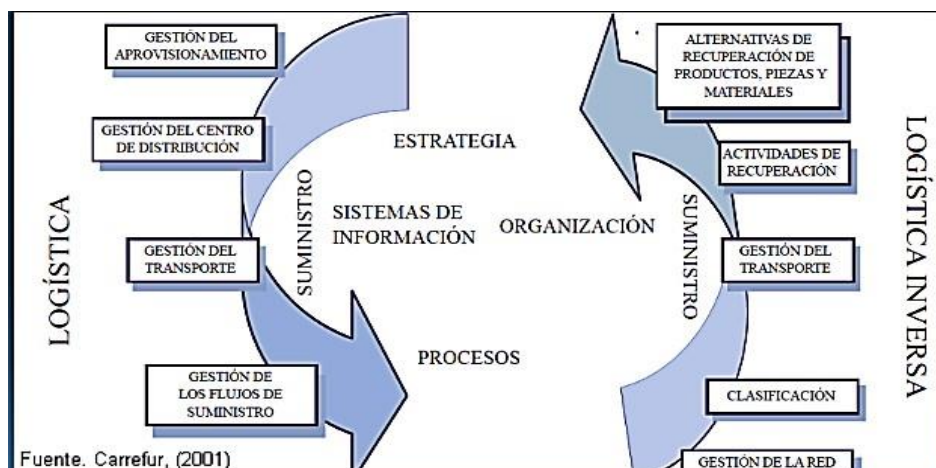 GESTIÓN DEL
APROVISIONAMIENTO
GESTIÓN DEL CENTRO
DE DISTRIBUCIÓN
GESTIÓN DEL
TRANSPORTE
GESTIÓN DE
LOS FLUJOS DE
SUMINISTRO
LOGÍSTICA
SUMINISTRO
ESTRATEGIA
SISTEMAS DE
INFORMACIÓN
ORGANIZACIÓN
PROCESOS
SUMINISTRO
ALTERNATIVAS DE
RECUPERACIÓN DE
PRODUCTOS, PIEZAS Y
MATERIALES
ACTIVIDADES DE
RECUPERACIÓN
GESTIÓN DEL
TRANSPORTE
CLASIFICACIÓN
GESTIÓN DE LA RED
LOGÍSTICA INVERSA
Fuente. Carrefur, (2001)